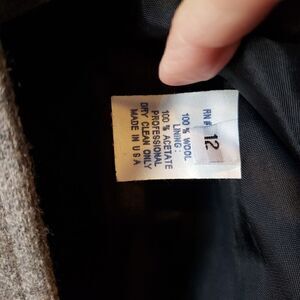 RN#
12
100 % WOOL
LINING :
100 % ACETATE
PROFESSIONAL
DRY CLEAN ONLY
MADE IN U S A